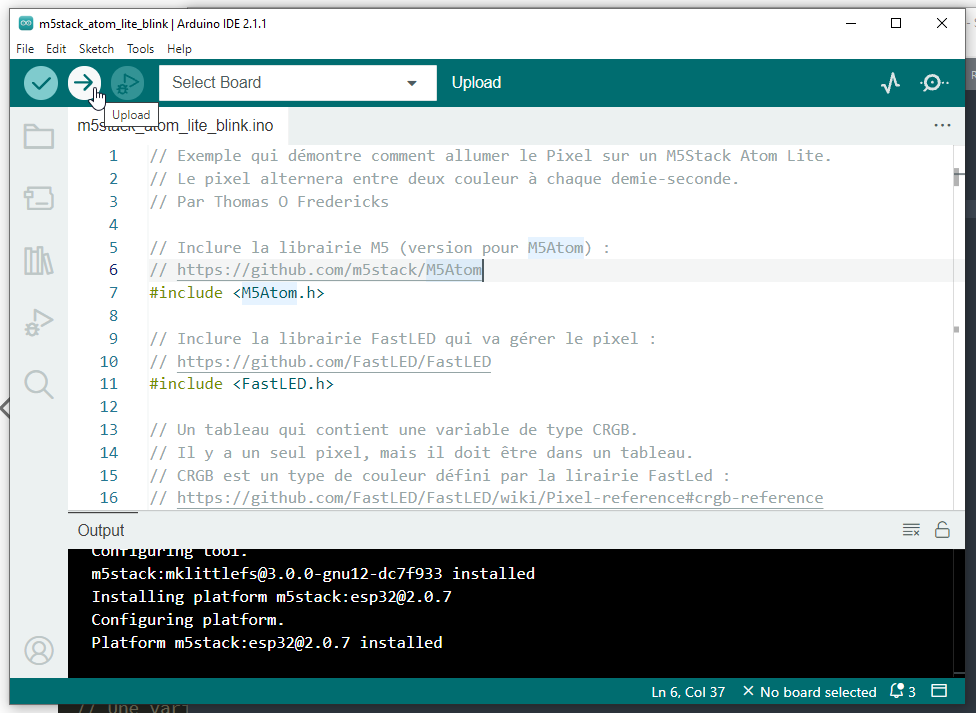 m5stack_atom_lite_blink | Arduino IDE 2.1.1
File Edit Sketch Tools Help
Select Board Upload
Upload
m5stack_atom_lite_blink.ino
1 // Exemple qui démontre comment allumer le Pixel sur un M5Stack Atom Lite.
2 // Le pixel alternera entre deux couleur à chaque demie-seconde.
3 // Par Thomas O Fredericks
4
5 // Inclure la librairie M5 (version pour M5Atom) :
6 // https://github.com/m5stack/M5Atom
7 #include <M5Atom.h>
8
9 // Inclure la librairie FastLED qui va gérer le pixel :
10 // https://github.com/FastLED/FastLED
11 #include <FastLED.h>
12
13 // Un tableau qui contient une variable de type CRGB.
14 // Il y a un seul pixel, mais il doit être dans un tableau.
15 // CRGB est un type de couleur défini par la lirairie FastLed :
16 // https://github.com/FastLED/FastLED/wiki/Pixel-reference#crgb-reference
Output
Configuring tool.
m5stack:mklittlefs@3.0.0-gnu12-dc7f933 installed
Installing platform m5stack:esp32@2.0.7
Configuring platform.
Platform m5stack:esp32@2.0.7 installed
Ln 6, Col 37 × No board selected 3